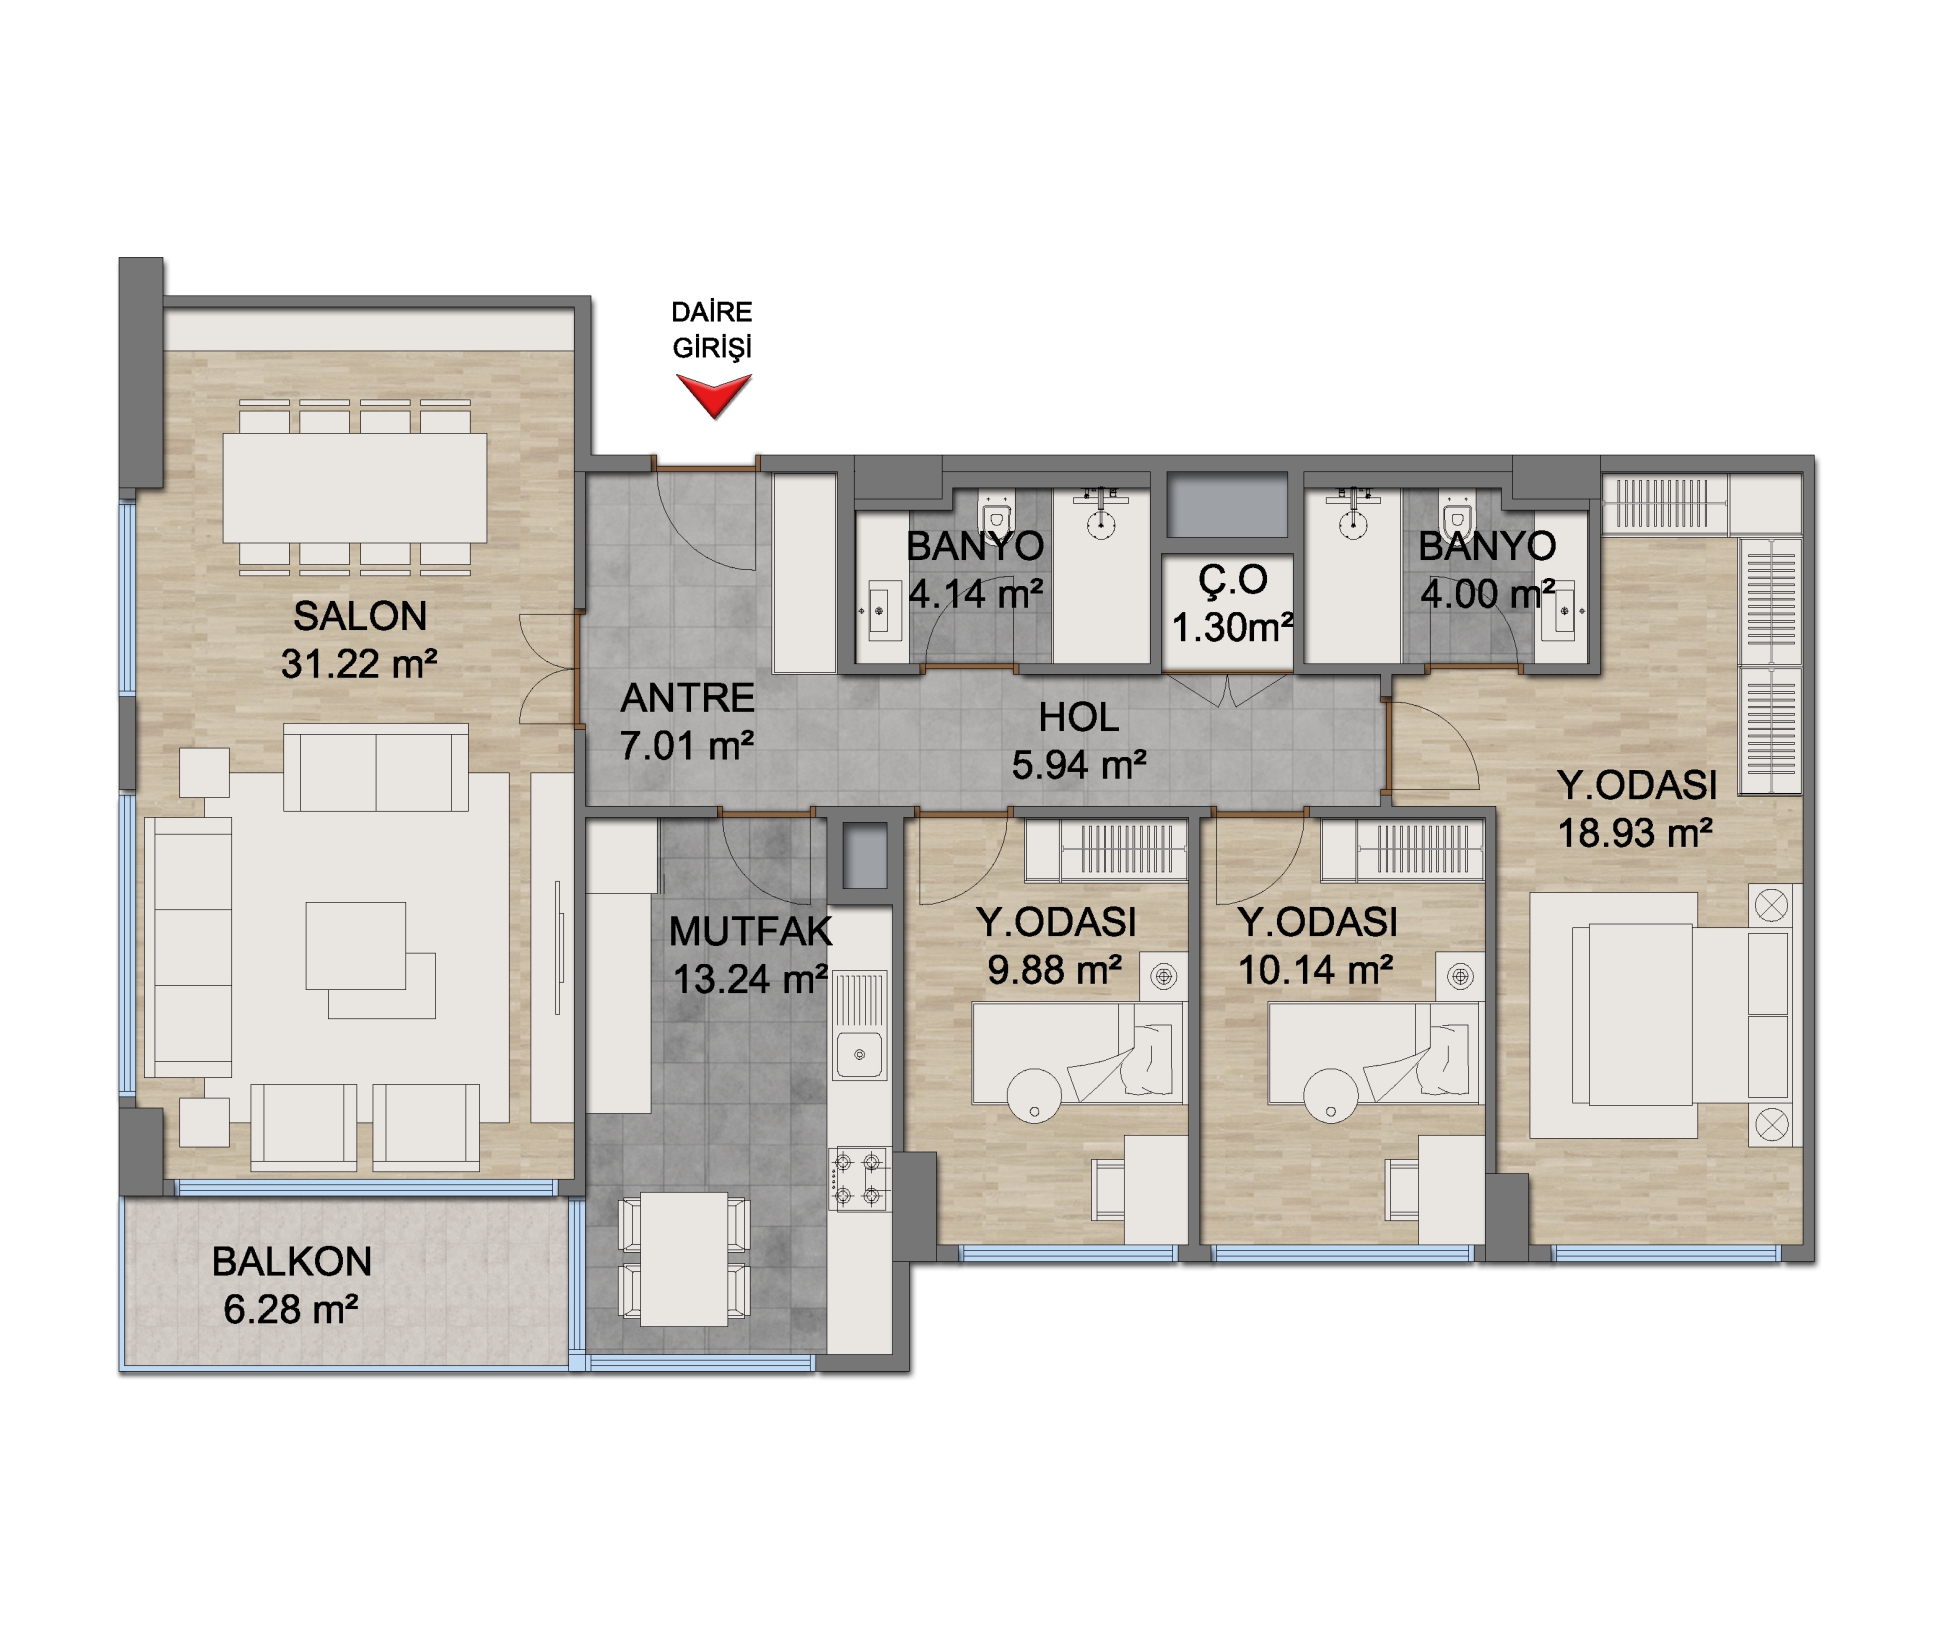 DAİRE
GİRİŞİ
BANYO
4.14 m²
Ç.O
1.30m²
BANYO
4.00 m²
SALON
31.22 m²
ANTRE
7.01 m²
HOL
5.94 m²
Y.ODASI
18.93 m²
MUTFAK
13.24 m²
Y.ODASI
9.88 m²
Y.ODASI
10.14 m²
BALKON
6.28 m²